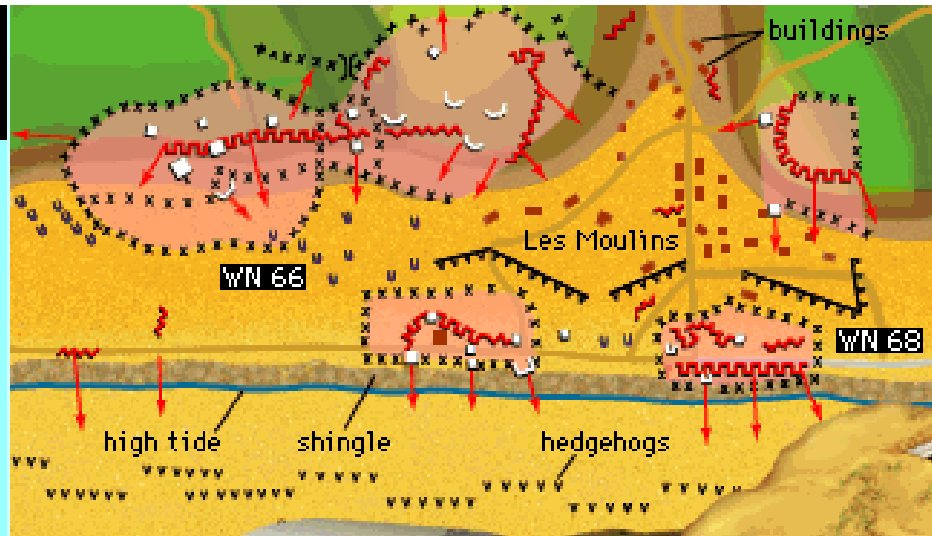 buildings
Les Moulins
WN 66
WN 68
high tide
shingle
hedgehogs